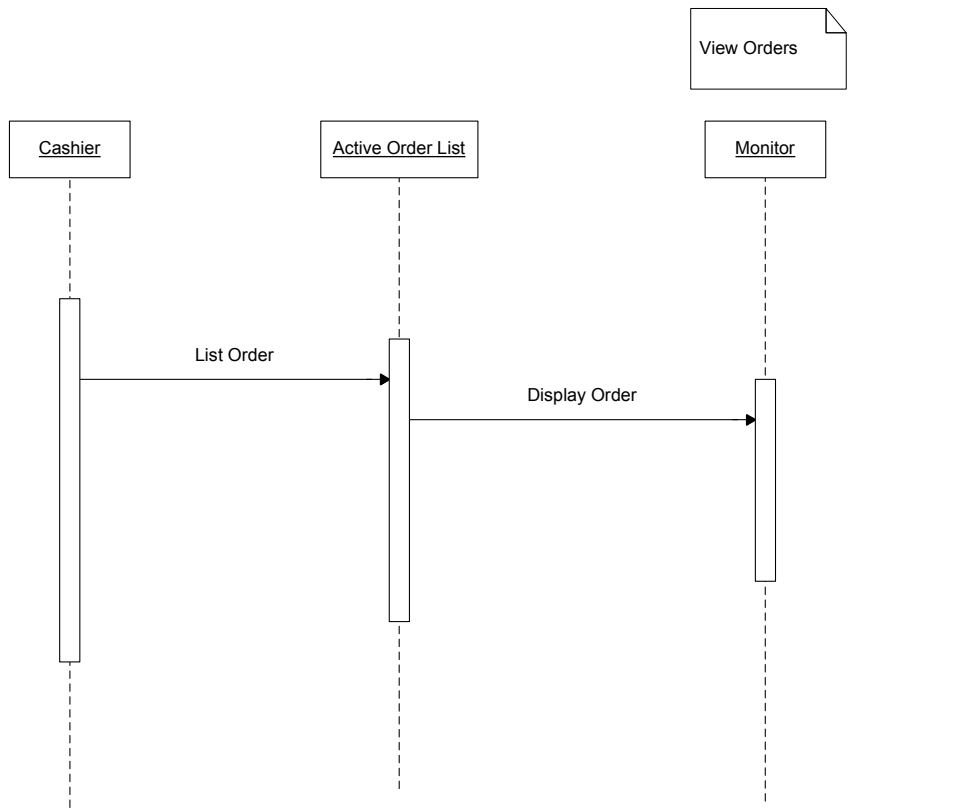 View Orders
Cashier
Active Order List
Monitor
List Order
Display Order